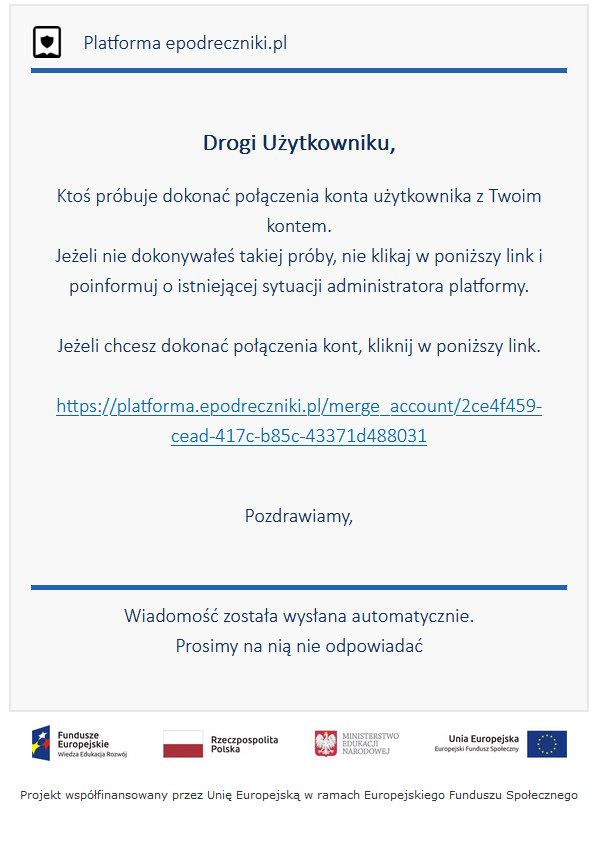 Platforma epodreczniki.pl
Drogi Użytkowniku,
Ktoś próbuje dokonać połączenia konta użytkownika z Twoim
kontem.
Jeżeli nie dokonywałeś takiej próby, nie klikaj w poniższy link i
poinformuj o istniejącej sytuacji administratora platformy.
Jeżeli chcesz dokonać połączenia kont, kliknij w poniższy link.
https://platforma.epodreczniki.pl/merge_account/2ce4f459-
cead-417c-b85c-43371d488031
Pozdrawiamy,
Wiadomość została wysłana automatycznie.
Prosimy na nią nie odpowiadać
Fundusze
Europejskie
Wiedza Edukacja Rozwój
Rzeczpospolita
Polska
MINISTERSTWO
EDUKACJI
NARODOWEJ
Unia Europejska
Europejski Fundusz Społeczny
Projekt współfinansowany przez Unię Europejską w ramach Europejskiego Funduszu Społecznego